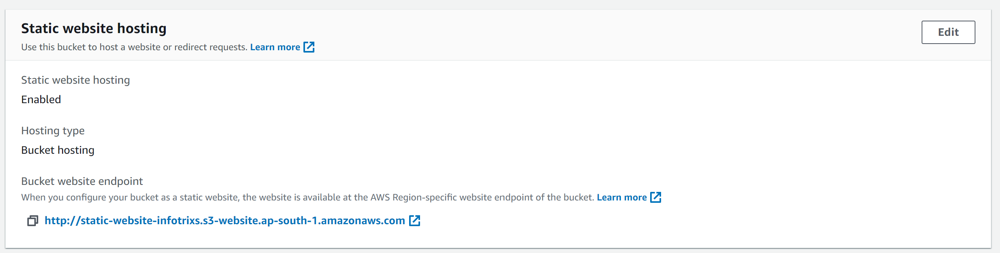 Static website hosting
Edit
Use this bucket to host a website or redirect requests. Learn more
Static website hosting
Enabled
Hosting type
Bucket hosting
Bucket website endpoint
When you configure your bucket as a static website, the website is available at the AWS Region-specific website endpoint of the bucket. Learn more
http://static-website-infotrixs.s3-website.ap-south-1.amazonaws.com